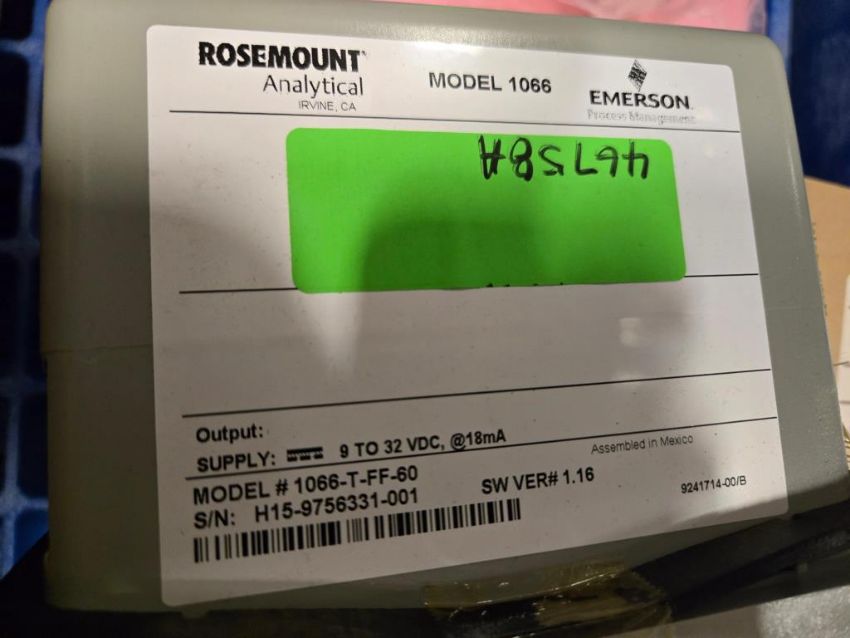 ROSEMOUNT
Analytical
IRVINE, CA
MODEL 1066
EMERSON
Process Management
46758A
Output:
SUPPLY: 9 TO 32 VDC, @18mA
Assembled in Mexico
MODEL # 1066-T-FF-60
SW VER# 1.16
S/N: H15-9756331-001
9241714-00/B